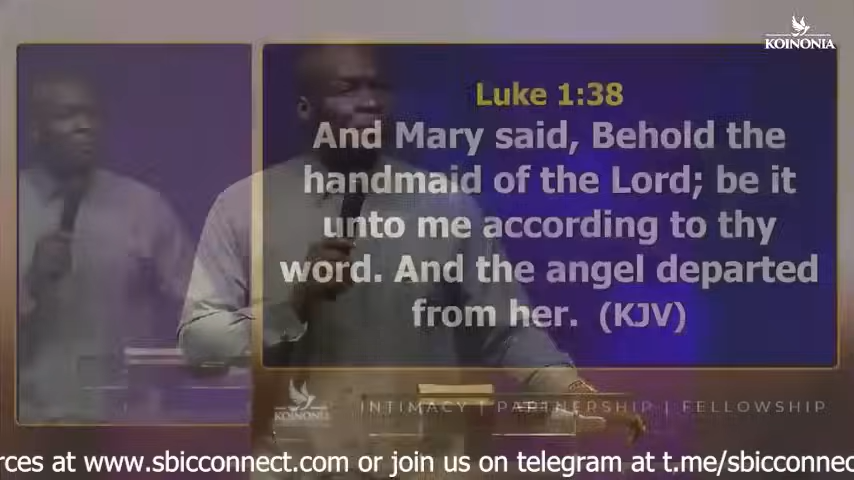 KOINONIA
Luke 1:38
And Mary said, Behold the
handmaid of the Lord; be it
unto me according to thy
word. And the angel departed
from her. (KJV)
KOINONIA
INTIMACY | PARTNERSHIP | FELLOWSHIP
rces at www.sbicconnect.com or join us on telegram at t.me/sbicconnec